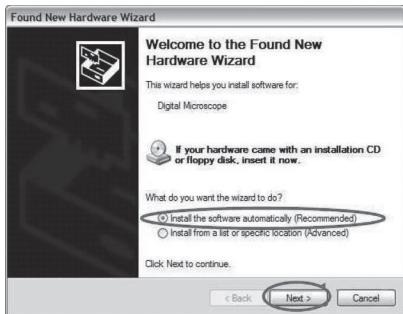 Found New Hardware Wizard
Welcome to the Found New
Hardware Wizard
This wizard helps you install software for:
Digital Microscope
If your hardware came with an installation CD
or floppy disk, insert it now.
What do you want the wizard to do?
Install the software automatically (Recommended)
Install from a list or specific location (Advanced)
Click Next to continue.
< Back Next > Cancel